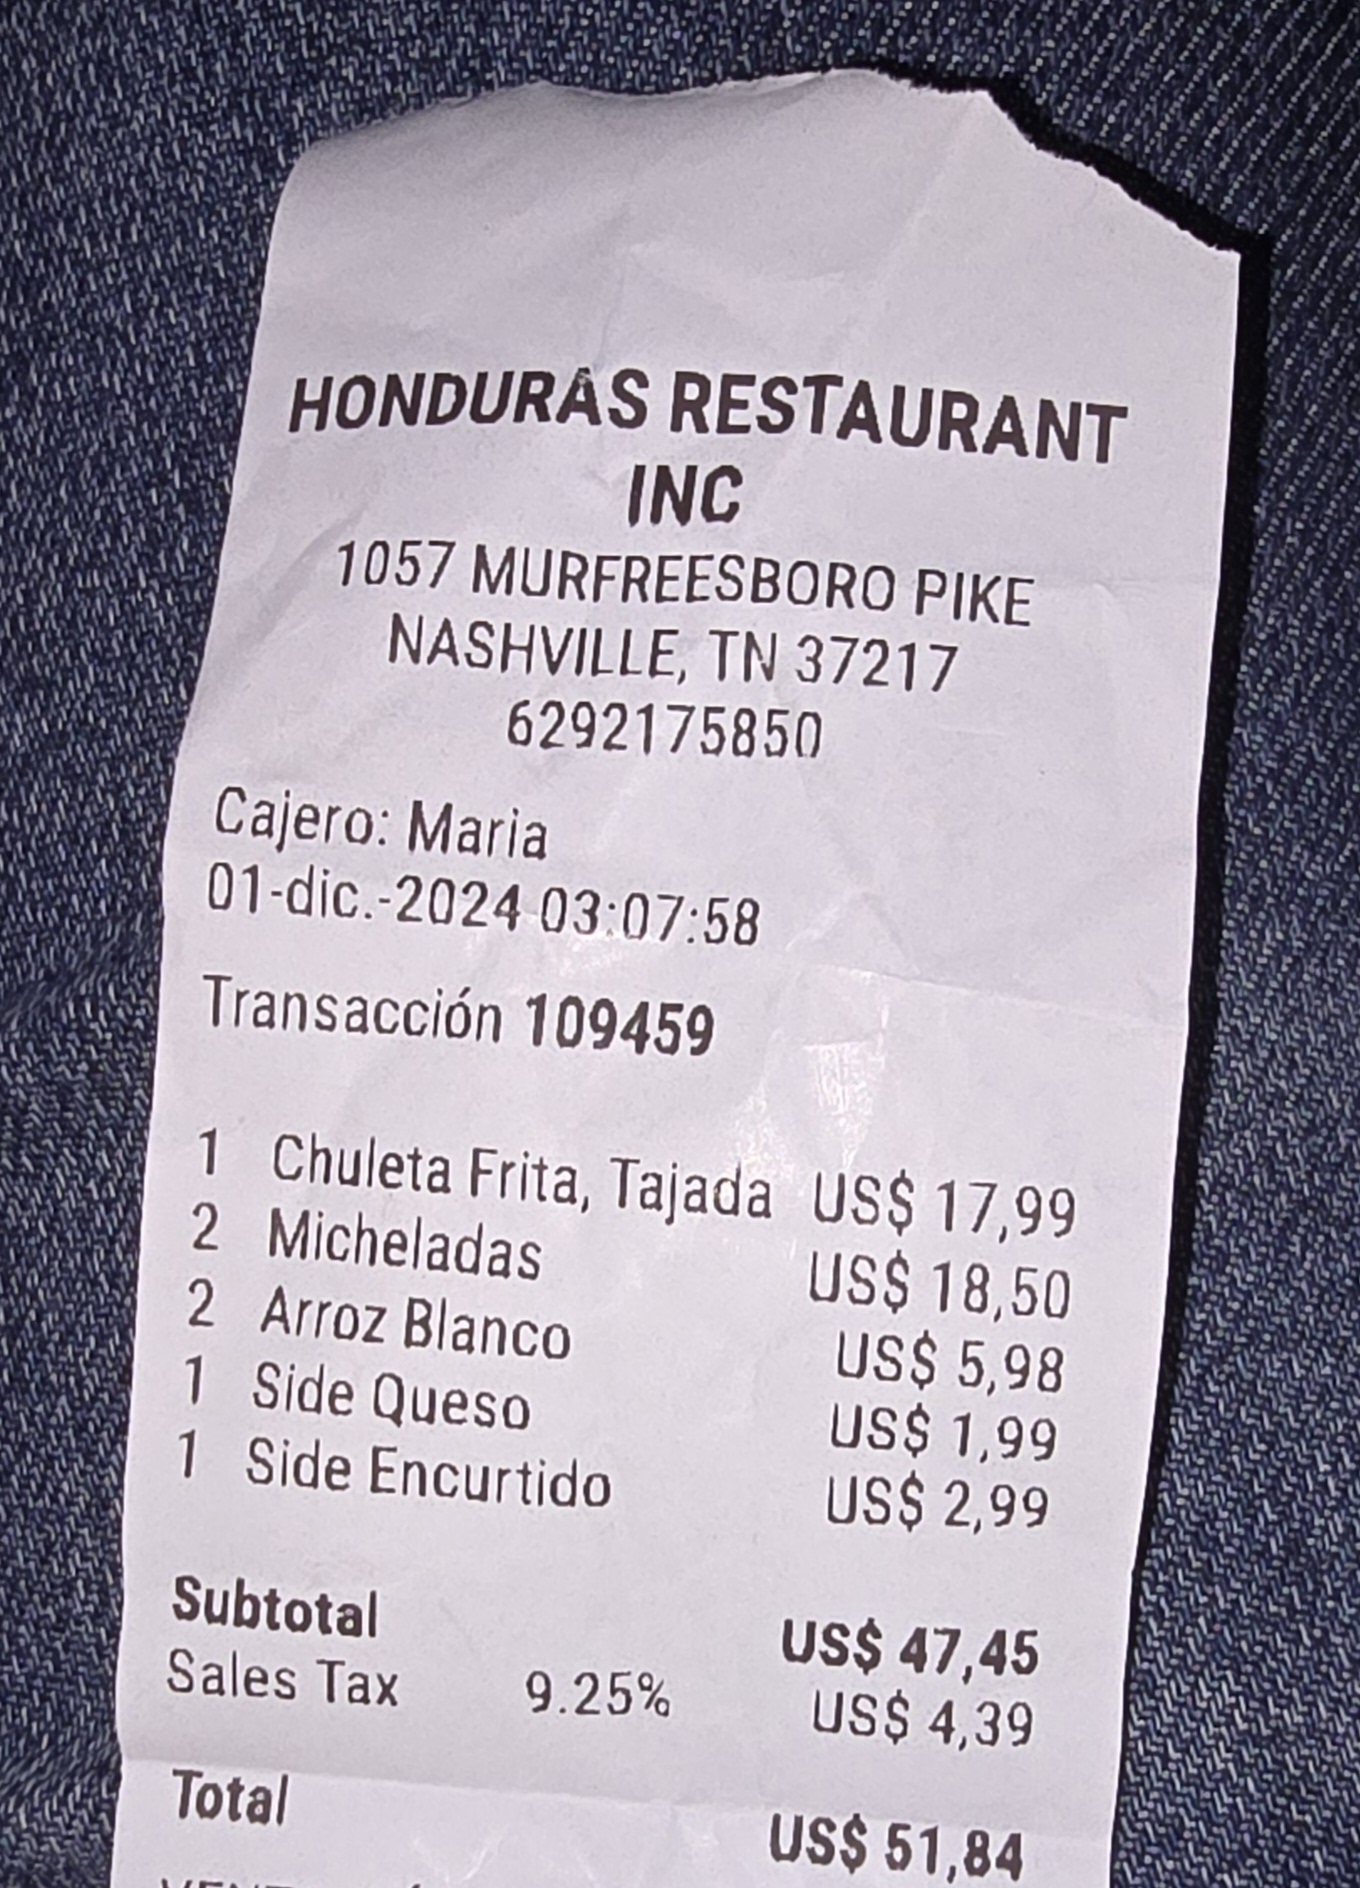 HONDURAS RESTAURANT
INC
1057 MURFREESBORO PIKE
NASHVILLE, TN 37217
6292175850
Cajero: Maria
01-dic.-2024 03:07:58
Transacción 109459
1 Chuleta Frita, Tajada US$ 17,99
2 Micheladas US$ 18,50
2 Arroz Blanco US$ 5,98
1 Side Queso US$ 1,99
1 Side Encurtido US$ 2,99
Subtotal US$ 47,45
Sales Tax 9.25% US$ 4,39
Total US$ 51,84